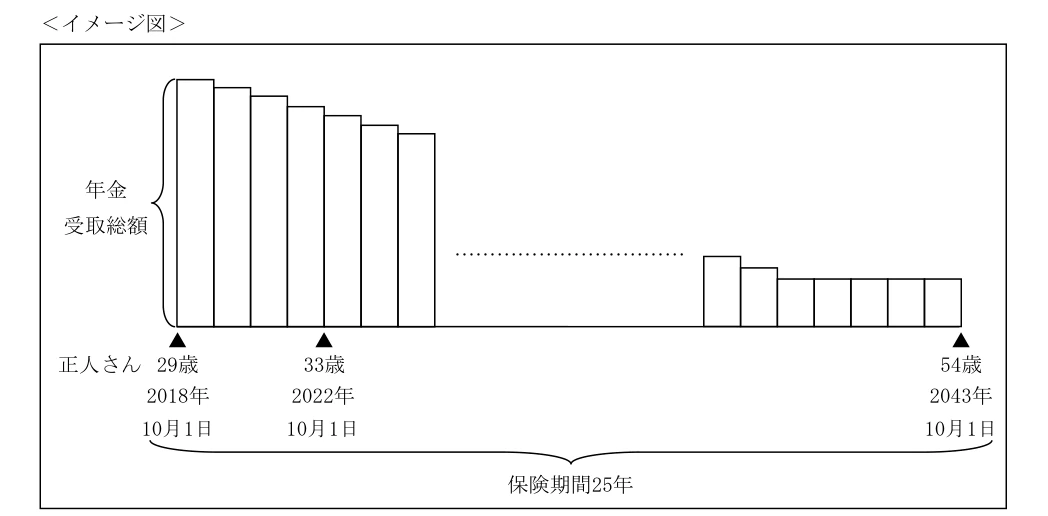 ＜イメージ図＞
年金
受取総額
正人さん 29歳 33歳 54歳
2018年 2022年 2043年
10月1日 10月1日 10月1日
保険期間25年